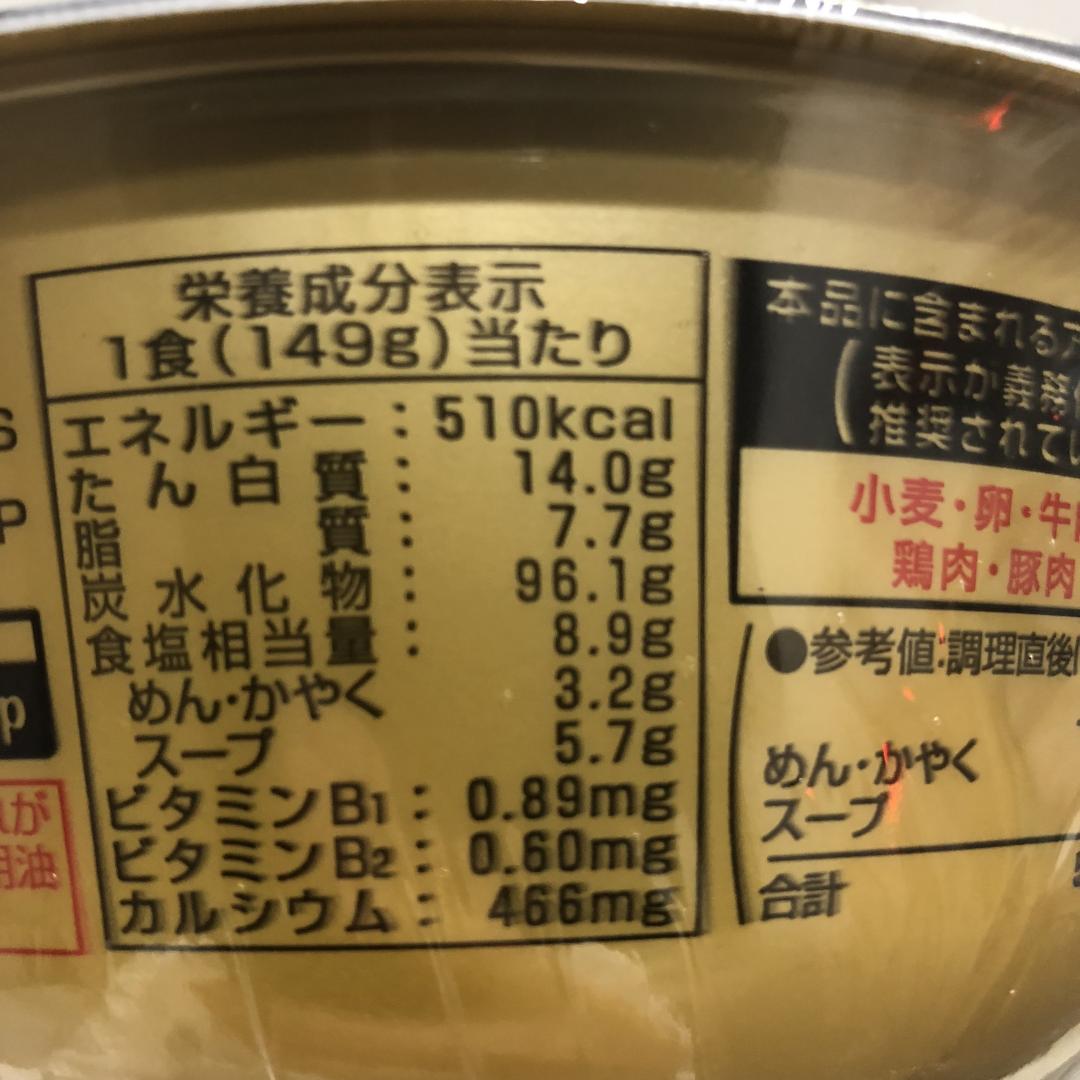 栄養成分表示
1食(149g)当たり
エネルギー:510kcal
たん白質:14.0g
脂質:7.7g
炭水化物:96.1g
食塩相当量:8.9g
めん・かやく 3.2g
スープ 5.7g
ビタミンB1:0.89mg
ビタミンB2:0.60mg
カルシウム:466mg
本品に含まれるア
(表示が義務
推奨されてい
小麦・卵・牛
鶏肉・豚肉
●参考値:調理直後
めん・かやく
スープ
合計
S
P
p
が
用油